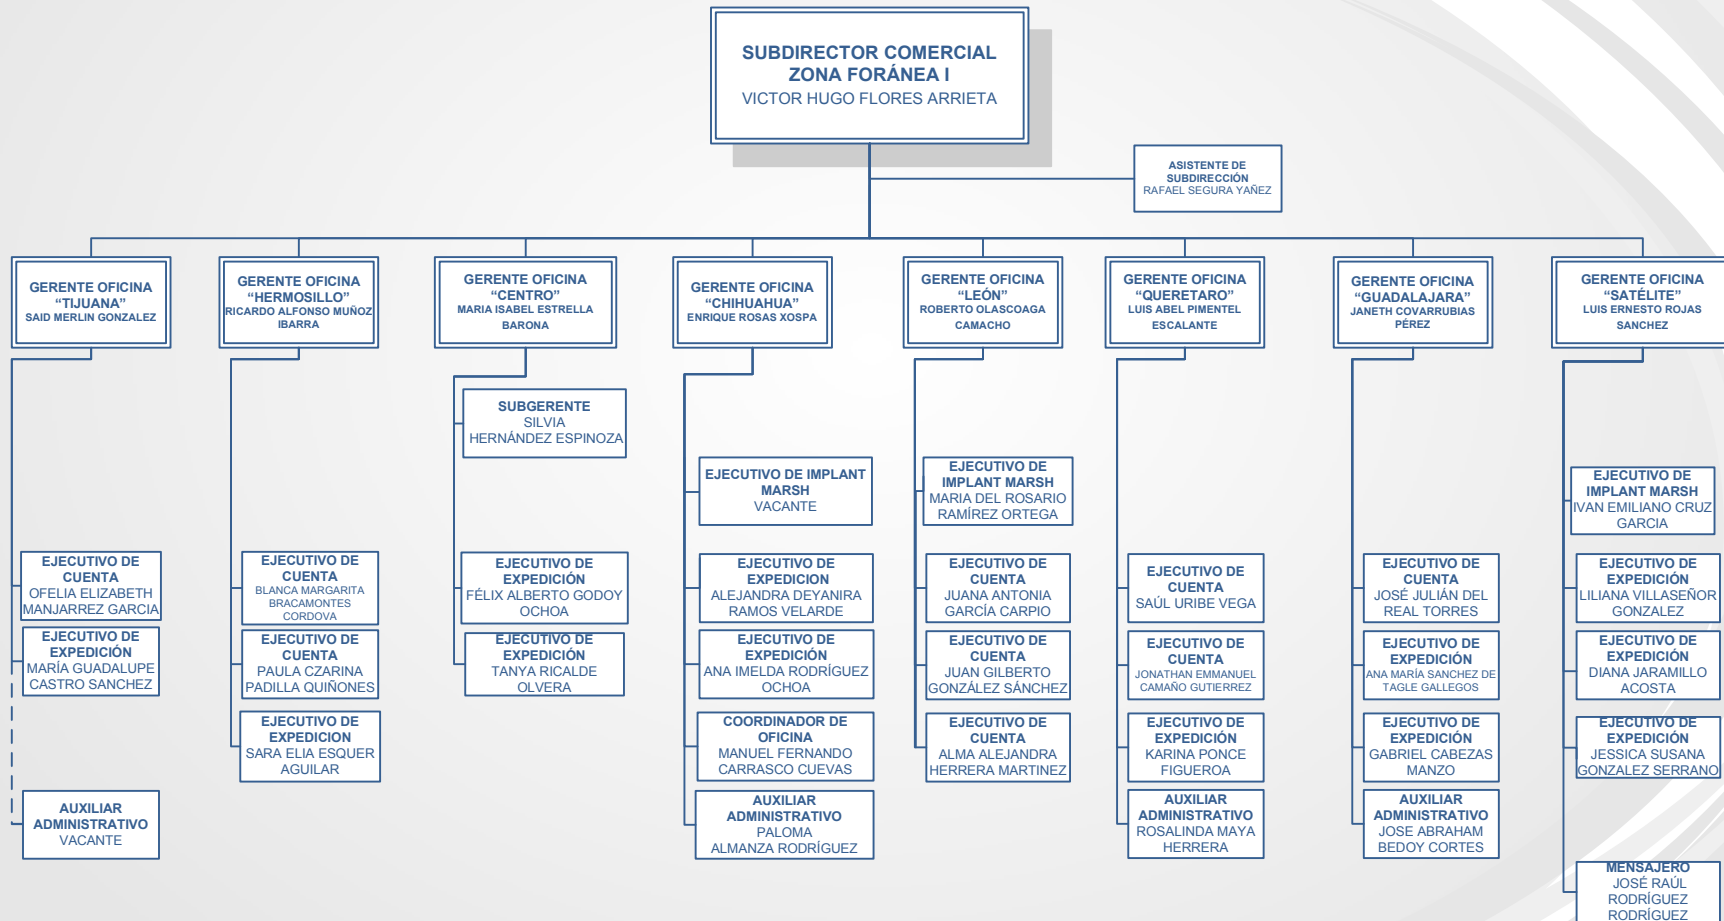 SUBDIRECTOR COMERCIAL
ZONA FORÁNEA I
VICTOR HUGO FLORES ARRIETA
ASISTENTE DE
SUBDIRECCIÓN
RAFAEL SEGURA YAÑEZ
GERENTE OFICINA
“TIJUANA”
SAID MERLIN GONZALEZ
GERENTE OFICINA
“HERMOSILLO”
RICARDO ALFONSO MUÑOZ
IBARRA
GERENTE OFICINA
“CENTRO”
MARIA ISABEL ESTRELLA
BARONA
GERENTE OFICINA
“CHIHUAHUA”
ENRIQUE ROSAS XOSPA
GERENTE OFICINA
“LEÓN”
ROBERTO OLASCOAGA
CAMACHO
GERENTE OFICINA
“QUERETARO”
LUIS ABEL PIMENTEL
ESCALANTE
GERENTE OFICINA
“GUADALAJARA”
JANETH COVARRUBIAS
PÉREZ
GERENTE OFICINA
“SATÉLITE”
LUIS ERNESTO ROJAS
SANCHEZ
EJECUTIVO DE
CUENTA
OFELIA ELIZABETH
MANJARREZ GARCIA
EJECUTIVO DE
EXPEDICIÓN
MARÍA GUADALUPE
CASTRO SANCHEZ
AUXILIAR
ADMINISTRATIVO
VACANTE
EJECUTIVO DE
CUENTA
BLANCA MARGARITA
BRACAMONTES
CORDOVA
EJECUTIVO DE
CUENTA
PAULA CZARINA
PADILLA QUIÑONES
EJECUTIVO DE
EXPEDICION
SARA ELIA ESQUER
AGUILAR
SUBGERENTE
SILVIA
HERNÁNDEZ ESPINOZA
EJECUTIVO DE
EXPEDICIÓN
FÉLIX ALBERTO GODOY
OCHOA
EJECUTIVO DE
EXPEDICIÓN
TANYA RICALDE
OLVERA
EJECUTIVO DE IMPLANT
MARSH
VACANTE
EJECUTIVO DE
EXPEDICION
ALEJANDRA DEYANIRA
RAMOS VELARDE
EJECUTIVO DE
EXPEDICIÓN
ANA IMELDA RODRÍGUEZ
OCHOA
COORDINADOR DE
OFICINA
MANUEL FERNANDO
CARRASCO CUEVAS
AUXILIAR
ADMINISTRATIVO
PALOMA
ALMANZA RODRÍGUEZ
EJECUTIVO DE
IMPLANT MARSH
MARIA DEL ROSARIO
RAMÍREZ ORTEGA
EJECUTIVO DE
CUENTA
JUANA ANTONIA
GARCÍA CARPIO
EJECUTIVO DE
CUENTA
JUAN GILBERTO
GONZÁLEZ SÁNCHEZ
EJECUTIVO DE
CUENTA
ALMA ALEJANDRA
HERRERA MARTINEZ
EJECUTIVO DE
CUENTA
SAÚL URIBE VEGA
EJECUTIVO DE
CUENTA
JONATHAN EMMANUEL
CAMAÑO GUTIERREZ
EJECUTIVO DE
EXPEDICIÓN
KARINA PONCE
FIGUEROA
AUXILIAR
ADMINISTRATIVO
ROSALINDA MAYA
HERRERA
EJECUTIVO DE
CUENTA
JOSÉ JULIÁN DEL
REAL TORRES
EJECUTIVO DE
EXPEDICIÓN
ANA MARÍA SANCHEZ DE
TAGLE GALLEGOS
EJECUTIVO DE
EXPEDICIÓN
GABRIEL CABEZAS
MANZO
AUXILIAR
ADMINISTRATIVO
JOSE ABRAHAM
BEDOY CORTES
EJECUTIVO DE
IMPLANT MARSH
IVAN EMILIANO CRUZ
GARCIA
EJECUTIVO DE
EXPEDICIÓN
LILIANA VILLASEÑOR
GONZALEZ
EJECUTIVO DE
EXPEDICIÓN
DIANA JARAMILLO
ACOSTA
EJECUTIVO DE
EXPEDICIÓN
JESSICA SUSANA
GONZALEZ SERRANO
MENSAJERO
JOSÉ RAÚL
RODRÍGUEZ
RODRÍGUEZ